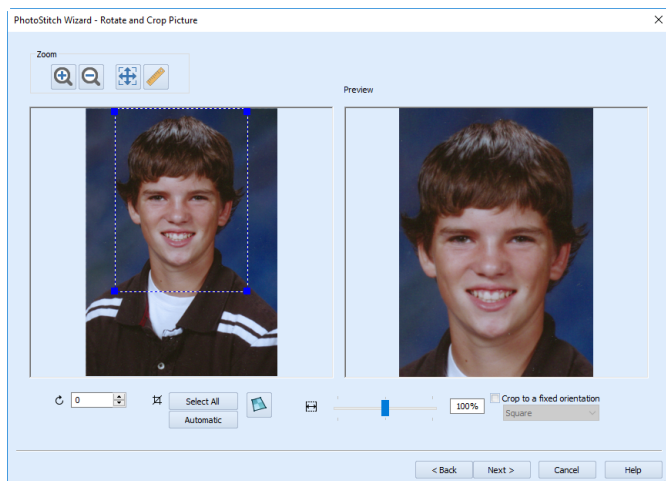 PhotoStitch Wizard - Rotate and Crop Picture
Zoom
Preview
0
Select All
Automatic
100%
Crop to a fixed orientation
Square
< Back
Next >
Cancel
Help